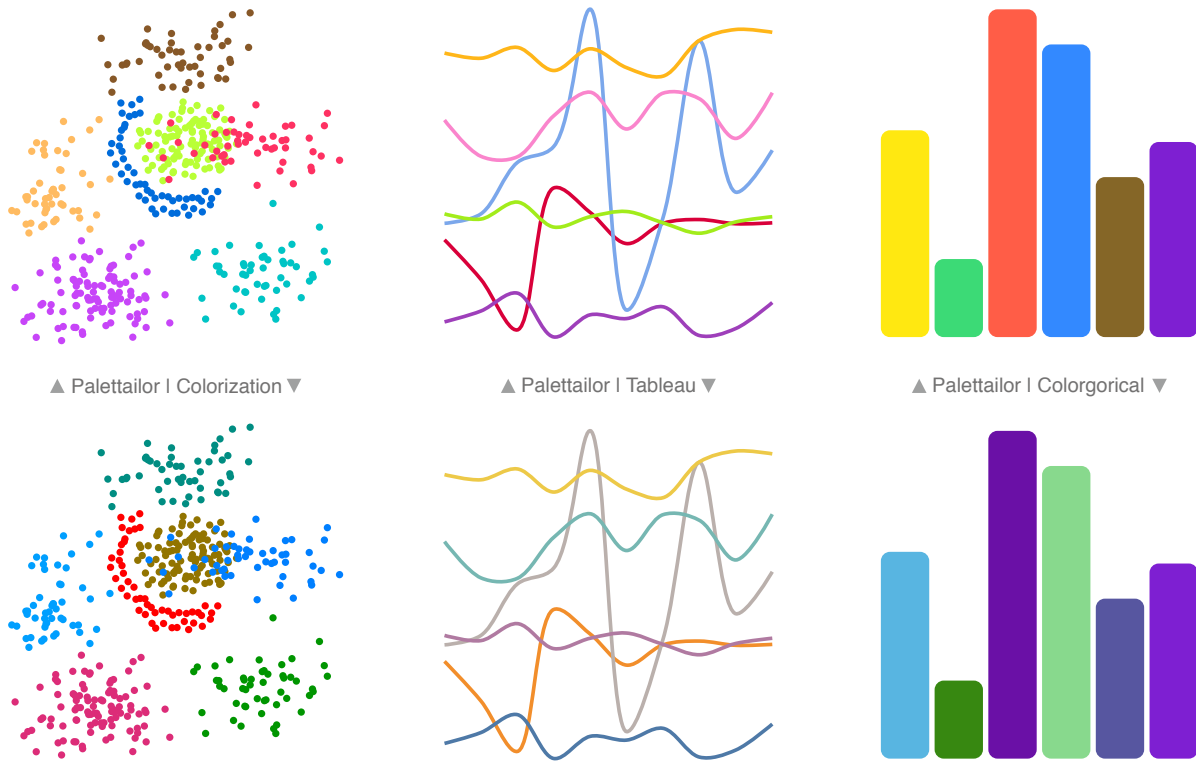 ▲ Palettailor | Colorization ▼
▲ Palettailor | Tableau ▼
▲ Palettailor | Colorgorical ▼